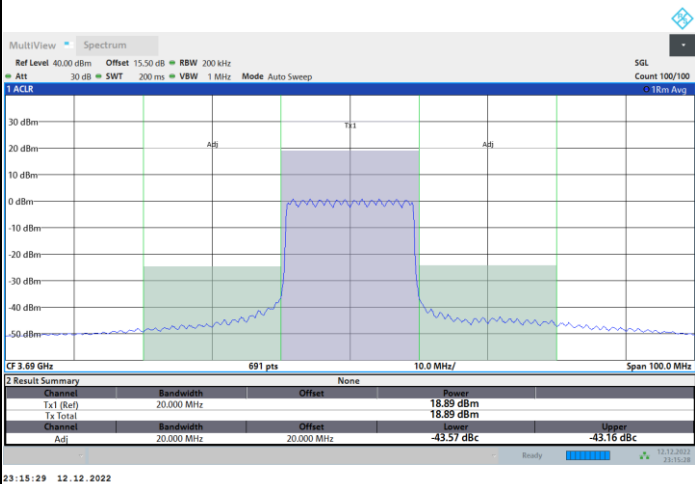 MultiView Spectrum
Ref Level 40.00 dBm Offset 15.50 dB RBW 200 kHz SGL
Att 30 dB SWT 200 ms VBW 1 MHz Mode Auto Sweep Count 100/100
1 ACLR 1Rm Avg
30 dBm
Tx1
20 dBm Adj Adj
10 dBm
0 dBm
-10 dBm
-20 dBm
-30 dBm
-40 dBm
-50 dBm
CF 3.69 GHz 691 pts 10.0 MHz/ Span 100.0 MHz
2 Result Summary None
Channel Bandwidth Offset Power
Tx1 (Ref) 20.000 MHz 18.89 dBm
Tx Total 18.89 dBm
Channel Bandwidth Offset Lower Upper
Adj 20.000 MHz 20.000 MHz -43.57 dBc -43.16 dBc
Ready 12.12.2022
23:15:28
23:15:29 12.12.2022